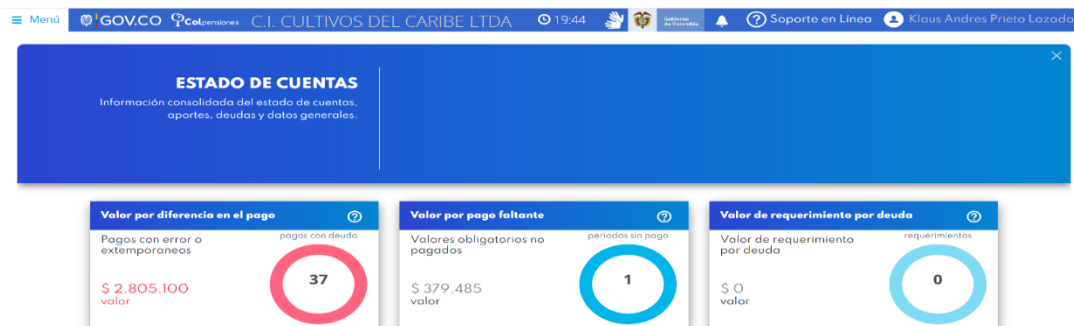 Menú GOV.CO Colpensiones C.I. CULTIVOS DEL CARIBE LTDA 19:44 Gobierno de Colombia Soporte en Línea Klaus Andres Prieto Lozada
ESTADO DE CUENTAS
Información consolidada del estado de cuentas,
aportes, deudas y datos generales.
Valor por diferencia en el pago
pagos con deuda
Pagos con error o
extemporaneos
37
$ 2.805.100
valor
Valor por pago faltante
periodos sin pago
Valores obligatorios no
pagados
1
$ 379.485
valor
Valor de requerimiento por deuda
requerimientos
Valor de requerimiento
por deuda
0
$ 0
valor